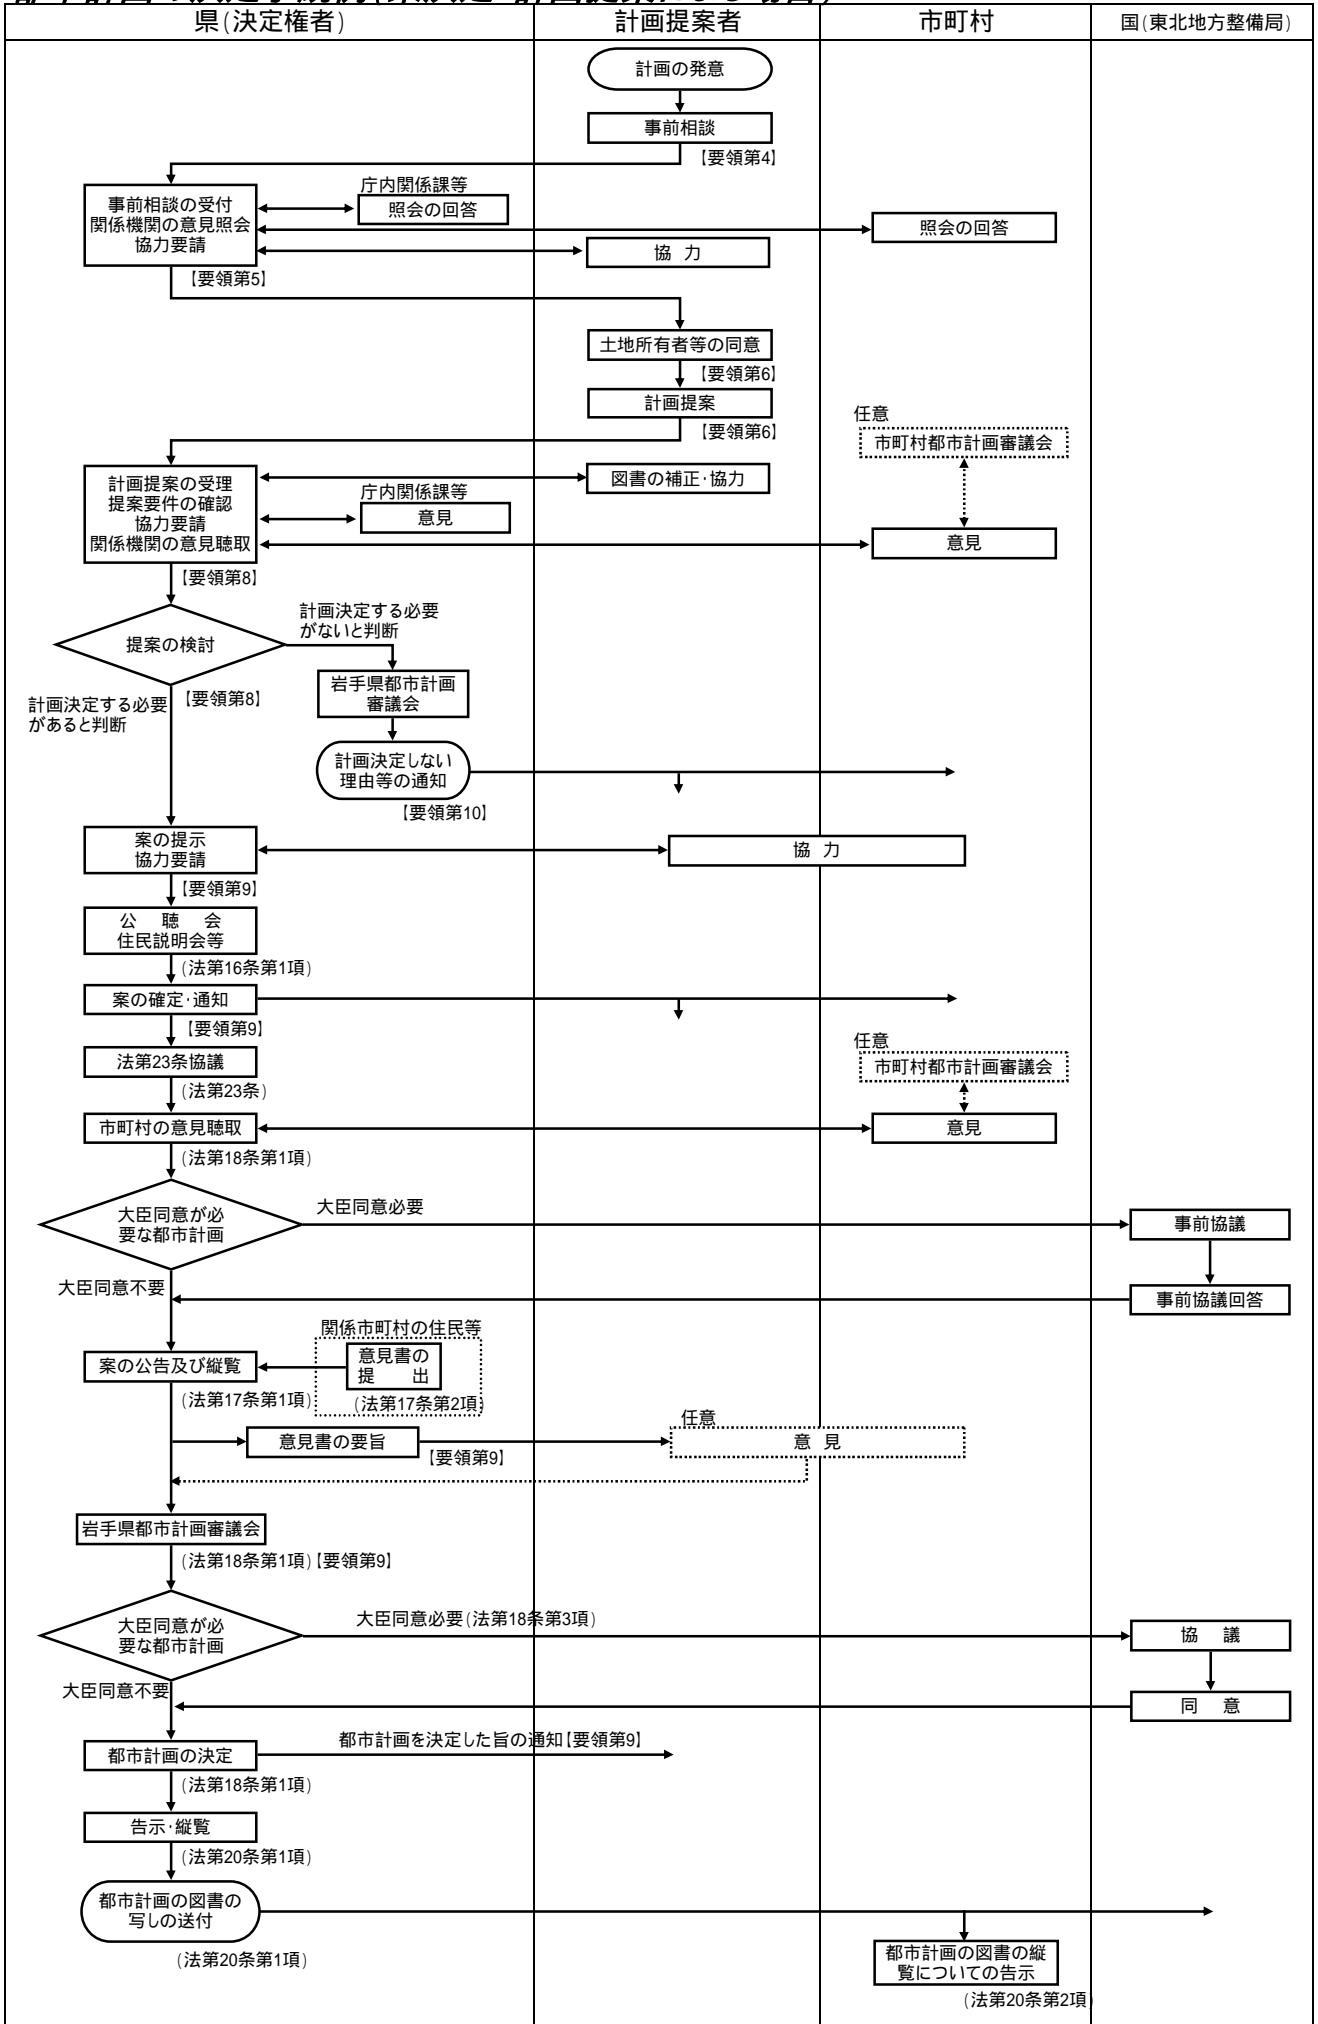 県(決定権者)
計画提案者
市町村
国(東北地方整備局)
計画の発意
事前相談
【要領第4】
事前相談の受付
関係機関の意見照会
協力要請
庁内関係課等
照会の回答
照会の回答
協 力
【要領第5】
土地所有者等の同意
【要領第6】
計画提案
【要領第6】
任意
市町村都市計画審議会
計画提案の受理
提案要件の確認
協力要請
関係機関の意見聴取
図書の補正・協力
庁内関係課等
意見
意見
【要領第8】
提案の検討
計画決定する必要
がないと判断
岩手県都市計画
審議会
【要領第8】
計画決定する必要
があると判断
計画決定しない
理由等の通知
【要領第10】
案の提示
協力要請
協 力
【要領第9】
公 聴 会
住民説明会等
(法第16条第1項)
案の確定・通知
【要領第9】
法第23条協議
(法第23条)
任意
市町村都市計画審議会
市町村の意見聴取
意見
(法第18条第1項)
大臣同意が必
要な都市計画
大臣同意必要
事前協議
大臣同意不要
事前協議回答
関係市町村の住民等
案の公告及び縦覧
意見書の
提 出
(法第17条第1項)
(法第17条第2項)
意見書の要旨
【要領第9】
任意
意 見
岩手県都市計画審議会
(法第18条第1項)【要領第9】
大臣同意が必
要な都市計画
大臣同意必要(法第18条第3項)
協 議
大臣同意不要
同 意
都市計画の決定
都市計画を決定した旨の通知【要領第9】
(法第18条第1項)
告示・縦覧
(法第20条第1項)
都市計画の図書の
写しの送付
(法第20条第1項)
都市計画の図書の縦
覧についての告示
(法第20条第2項)